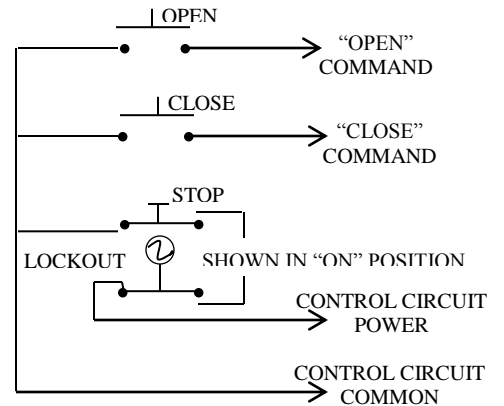 OPEN
“OPEN”
COMMAND
CLOSE
“CLOSE”
COMMAND
STOP
LOCKOUT
SHOWN IN “ON” POSITION
CONTROL CIRCUIT
POWER
CONTROL CIRCUIT
COMMON